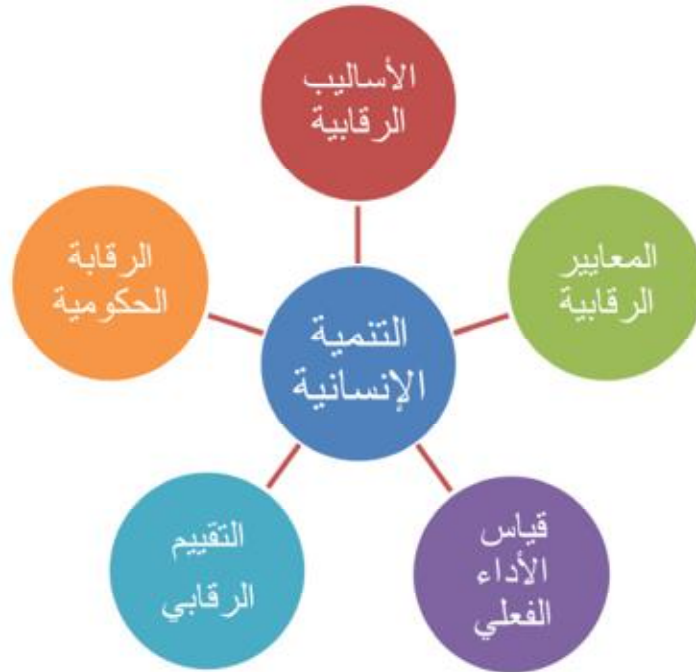 الأساليب
الرقابية
المعايير
الرقابية
الرقابة
الحكومية
التنمية
الإنسانية
قياس
الأداء
الفعلي
التقييم
الرقابي